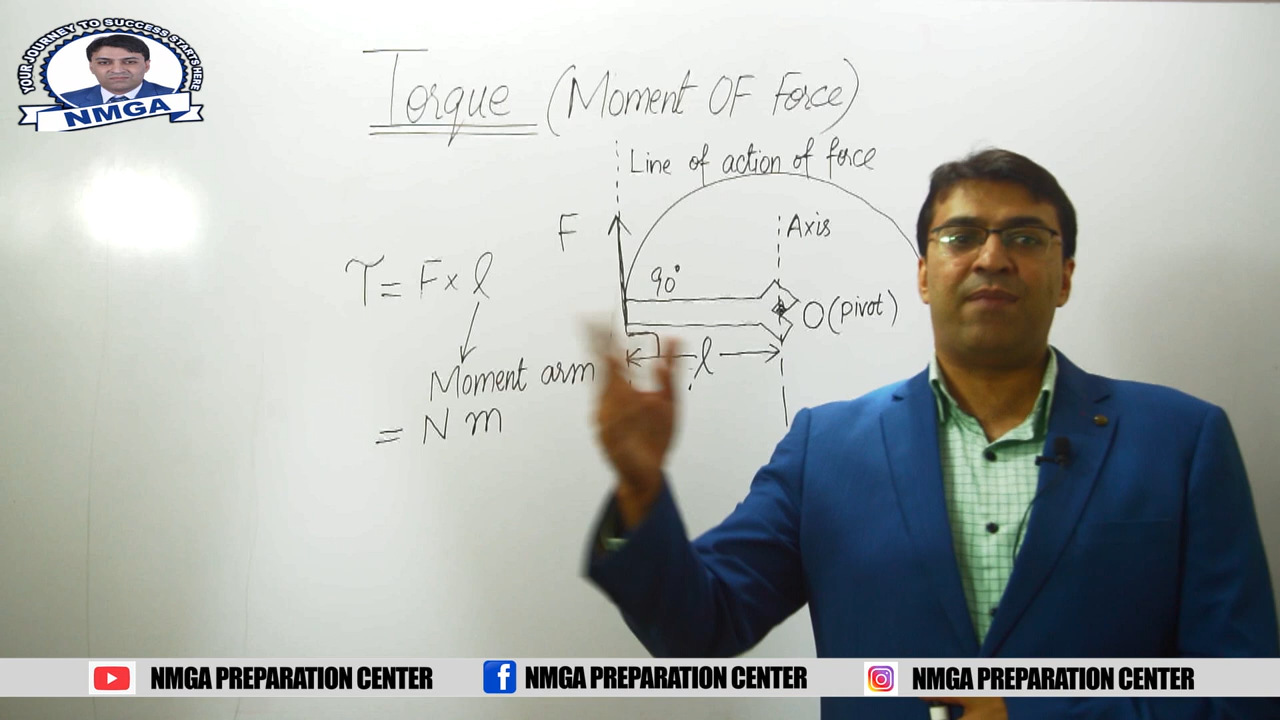 YOUR JOURNEY TO SUCCESS STARTS HERE
NMGA
Torque (Moment OF Force)
Line of action of force
F
Axis
τ = F × l
90°
O (pivot)
l
Moment arm
= N m
NMGA PREPARATION CENTER
NMGA PREPARATION CENTER
NMGA PREPARATION CENTER